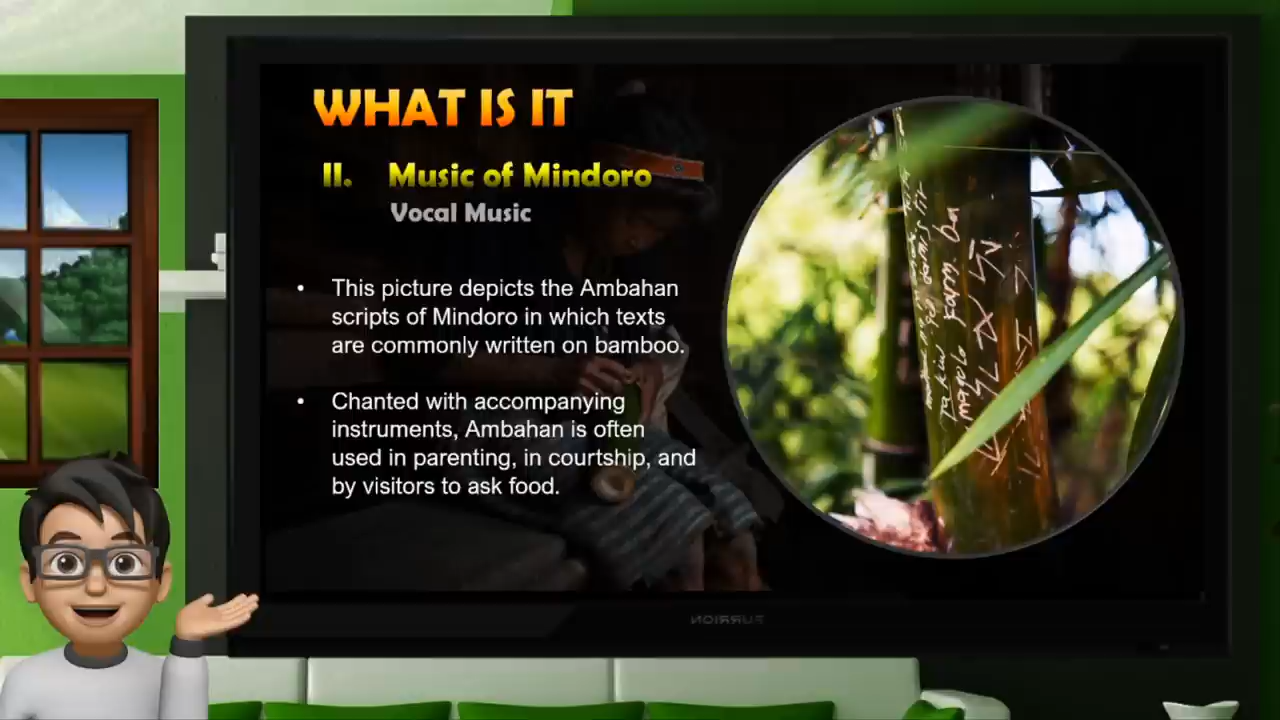 WHAT IS IT
II. Music of Mindoro
Vocal Music
• This picture depicts the Ambahan
scripts of Mindoro in which texts
are commonly written on bamboo.
• Chanted with accompanying
instruments, Ambahan is often
used in parenting, in courtship, and
by visitors to ask food.
FURRION